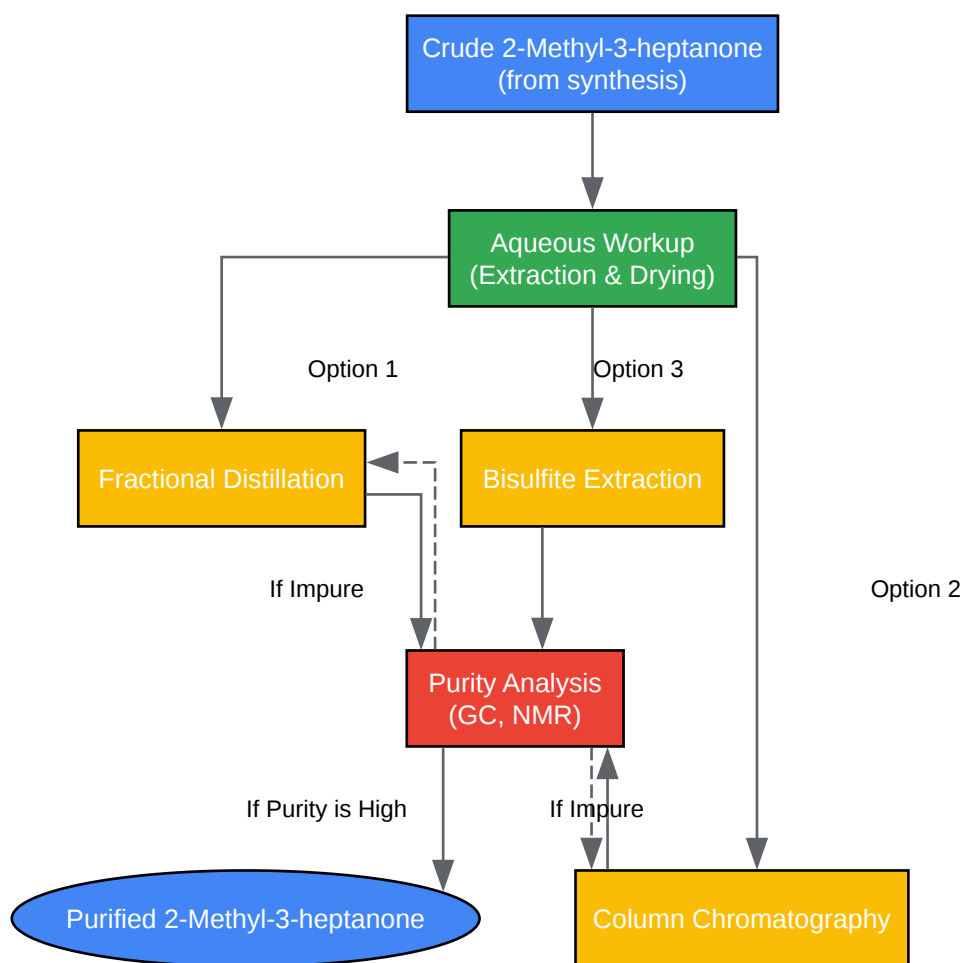 Crude 2-Methyl-3-heptanone
(from synthesis)
Aqueous Workup
(Extraction & Drying)
Option 1
Option 3
Fractional Distillation
Bisulfite Extraction
If Impure
Option 2
Purity Analysis
(GC, NMR)
If Purity is High
If Impure
Purified 2-Methyl-3-heptanone
Column Chromatography